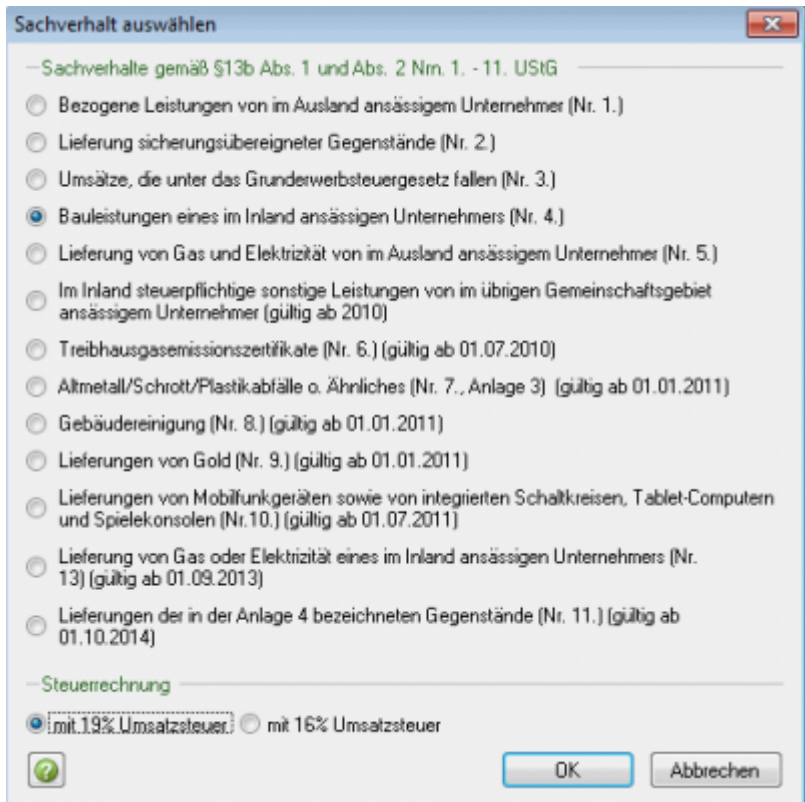 Sachverhalt auswählen
Sachverhalte gemäß §13b Abs. 1 und Abs. 2 Nrn. 1. - 11. UStG
Bezogene Leistungen von im Ausland ansässigem Unternehmer (Nr. 1.)
Lieferung sicherungsübereigneter Gegenstände (Nr. 2.)
Umsätze, die unter das Grunderwerbsteuergesetz fallen (Nr. 3.)
Bauleistungen eines im Inland ansässigen Unternehmers (Nr. 4.)
Lieferung von Gas und Elektrizität von im Ausland ansässigem Unternehmer (Nr. 5.)
Im Inland steuerpflichtige sonstige Leistungen von im übrigen Gemeinschaftsgebiet
ansässigem Unternehmer (gültig ab 2010)
Treibhausgasemissionszertifikate (Nr. 6.) (gültig ab 01.07.2010)
Altmetall/Schrott/Plastikabfälle o. Ähnliches (Nr. 7., Anlage 3) (gültig ab 01.01.2011)
Gebäudereinigung (Nr. 8.) (gültig ab 01.01.2011)
Lieferungen von Gold (Nr. 9.) (gültig ab 01.01.2011)
Lieferungen von Mobilfunkgeräten sowie von integrierten Schaltkreisen, Tablet-Computern
und Spielekonsolen (Nr.10.) (gültig ab 01.07.2011)
Lieferung von Gas oder Elektrizität eines im Inland ansässigen Unternehmers (Nr.
13) (gültig ab 01.09.2013)
Lieferungen der in der Anlage 4 bezeichneten Gegenstände (Nr. 11.) (gültig ab
01.10.2014)
Steuerrechnung
mit 19% Umsatzsteuer mit 16% Umsatzsteuer
? OK Abbrechen